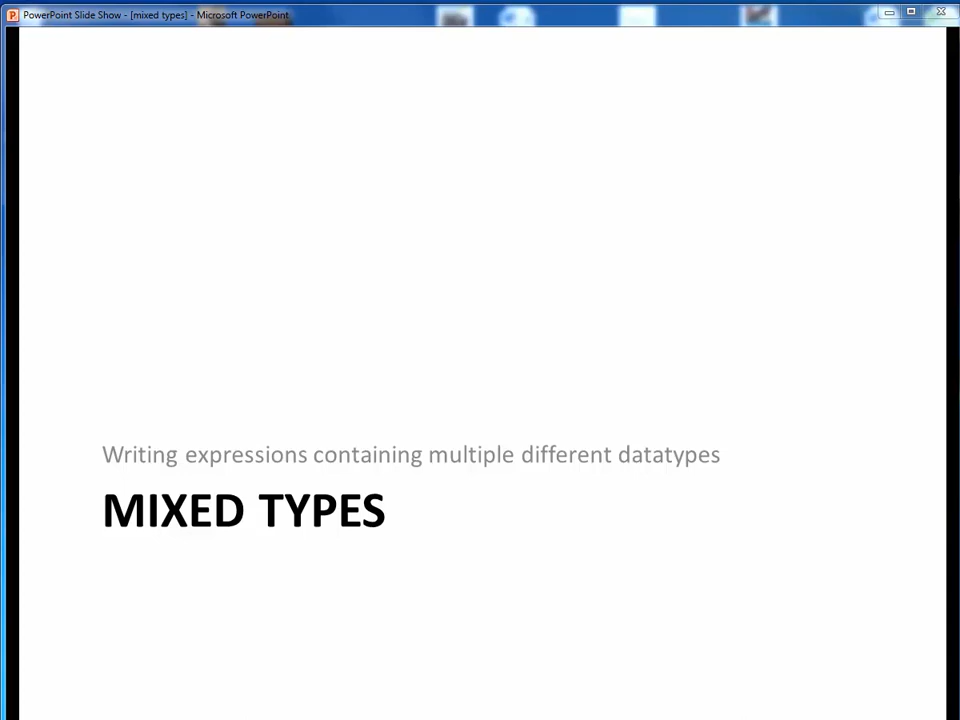 PowerPoint Slide Show - [mixed types] - Microsoft PowerPoint
Writing expressions containing multiple different datatypes
MIXED TYPES